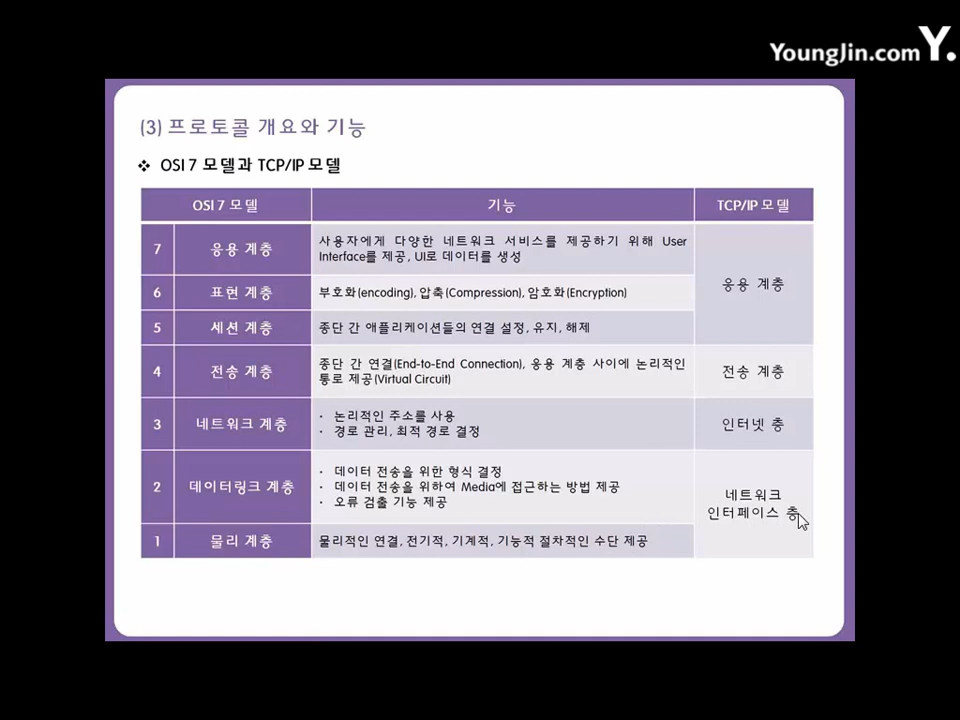 YoungJin.com Y.
(3) 프로토콜 개요와 기능
❖ OSI 7 모델과 TCP/IP 모델
OSI 7 모델 기능 TCP/IP 모델
7 응용 계층 사용자에게 다양한 네트워크 서비스를 제공하기 위해 User
Interface를 제공, UI로 데이터를 생성
응용 계층
6 표현 계층 부호화(encoding), 압축(Compression), 암호화(Encryption)
5 세션 계층 종단 간 애플리케이션들의 연결 설정, 유지, 해제
4 전송 계층 종단 간 연결(End-to-End Connection), 응용 계층 사이에 논리적인
통로 제공(Virtual Circuit)
전송 계층
3 네트워크 계층 • 논리적인 주소를 사용
• 경로 관리, 최적 경로 결정
인터넷 층
2 데이터링크 계층 • 데이터 전송을 위한 형식 결정
• 데이터 전송을 위하여 Media에 접근하는 방법 제공
• 오류 검출 기능 제공
네트워크
인터페이스 층
1 물리 계층 물리적인 연결, 전기적, 기계적, 기능적 절차적인 수단 제공